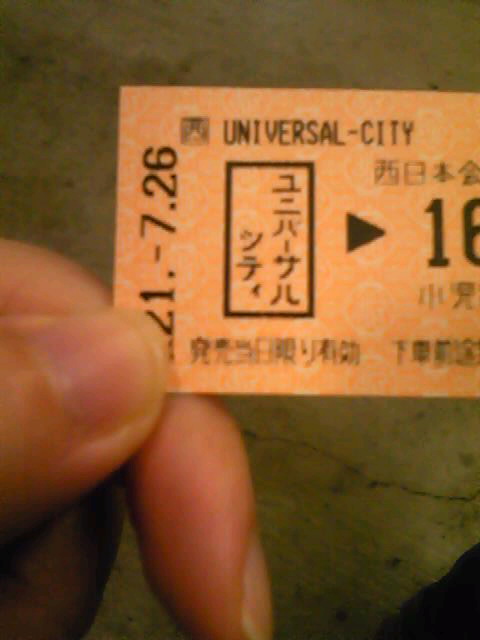 西 UNIVERSAL-CITY
21.-7.26
ユニバーサル
シティ
西日本会
▶ 16
小児
発売当日限り有効 下車前途